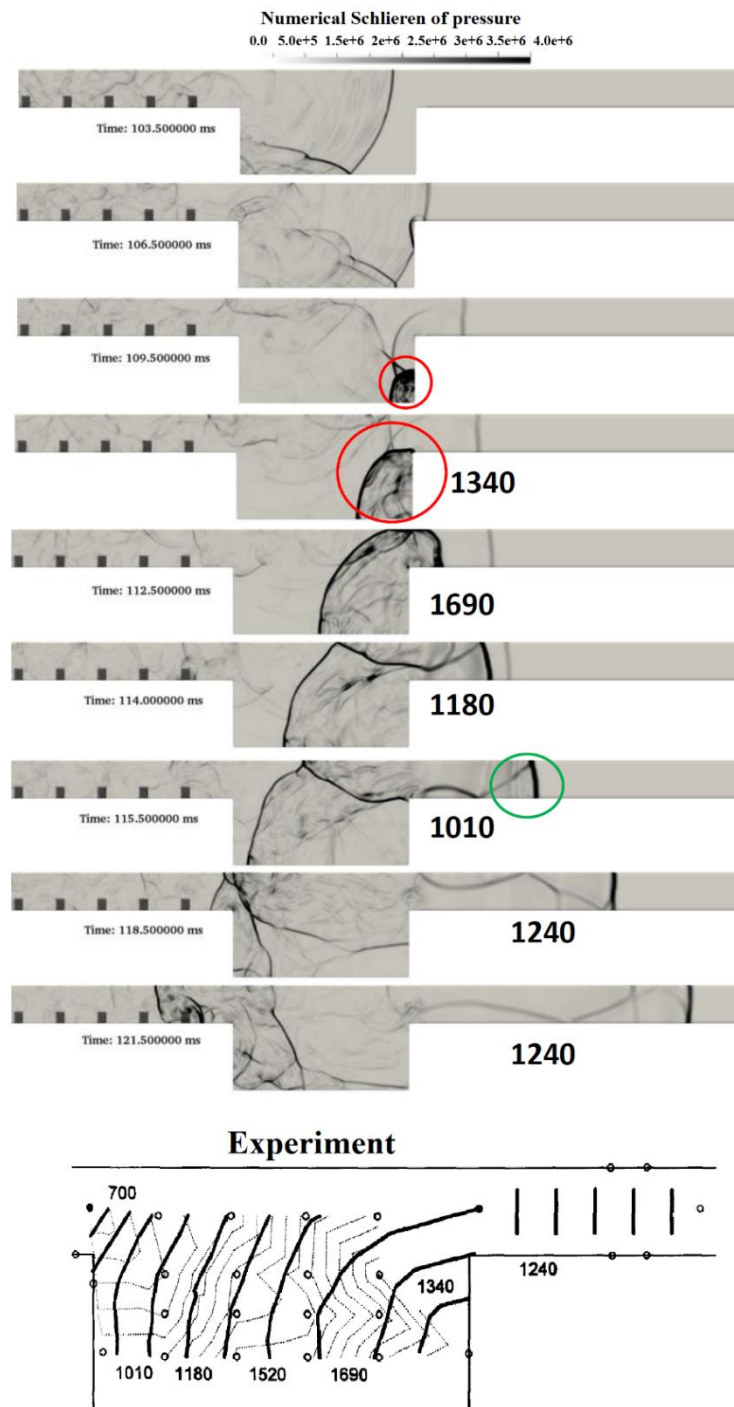 Numerical Schlieren of pressure
0.0 5.0e+5 1.5e+6 2e+6 2.5e+6 3e+6 3.5e+6 4.0e+6
Time: 103.500000 ms
Time: 106.500000 ms
Time: 109.500000 ms
1340
Time: 112.500000 ms
1690
Time: 114.000000 ms
1180
Time: 115.500000 ms
1010
Time: 118.500000 ms
1240
Time: 121.500000 ms
1240
Experiment
700
1240
1340
1010 1180 1520 1690